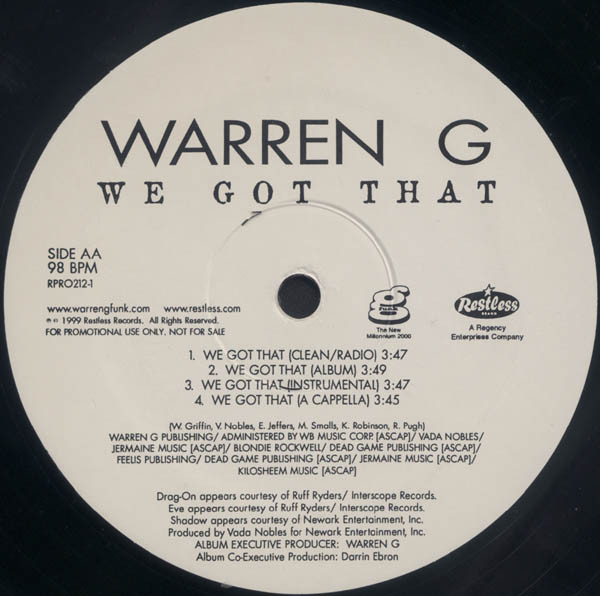 WARREN G
WE GOT THAT
SIDE AA
98 BPM
RPRO212-1
www.warrengfunk.com www.restless.com
℗ © 1999 Restless Records. All Rights Reserved.
FOR PROMOTIONAL USE ONLY. NOT FOR SALE
G
FUNK
The New
Millennium 2000
Restless
BRAND
A Regency
Enterprises Company
1. WE GOT THAT (CLEAN/RADIO) 3:47
2. WE GOT THAT (ALBUM) 3:49
3. WE GOT THAT (INSTRUMENTAL) 3:47
4. WE GOT THAT (A CAPPELLA) 3:45
(W. Griffin, V. Nobles, E. Jeffers, M. Smalls, K. Robinson, R. Pugh)
WARREN G PUBLISHING/ ADMINISTERED BY WB MUSIC CORP. [ASCAP]/ VADA NOBLES/
JERMAINE MUSIC [ASCAP]/ BLONDIE ROCKWELL/ DEAD GAME PUBLISHING [ASCAP]/
FEELIS PUBLISHING/ DEAD GAME PUBLISHING [ASCAP]/ JERMAINE MUSIC [ASCAP]/
KILOSHEEM MUSIC [ASCAP]
Drag-On appears courtesy of Ruff Ryders/ Interscope Records.
Eve appears courtesy of Ruff Ryders/ Interscope Records.
Shadow appears courtesy of Newark Entertainment, Inc.
Produced by Vada Nobles for Newark Entertainment, Inc.
ALBUM EXECUTIVE PRODUCER: WARREN G
Album Co-Executive Production: Darrin Ebron